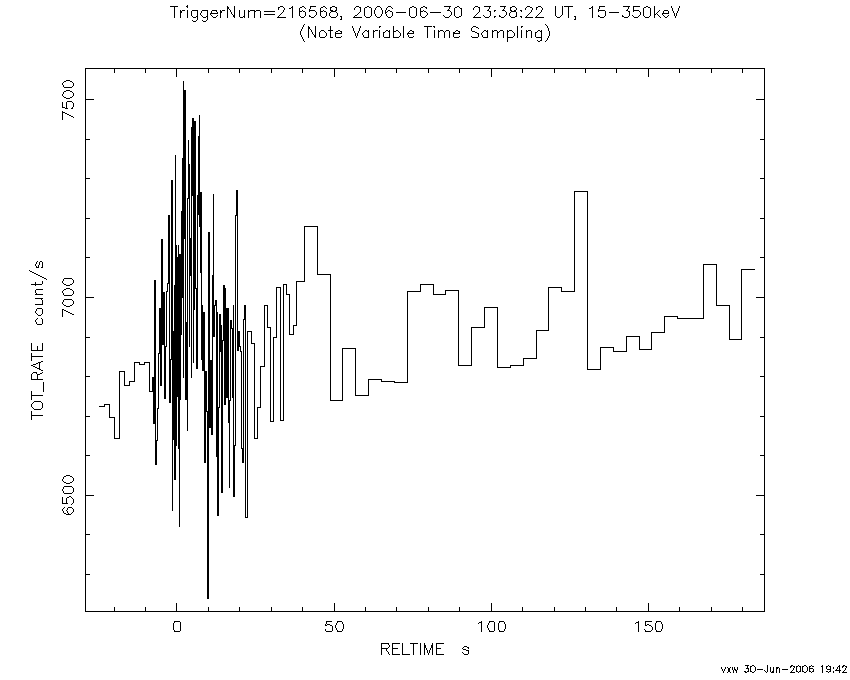 TriggerNum=216568, 2006-06-30 23:38:22 UT, 15-350keV
(Note Variable Time Sampling)
7500
7000
6500
TOT_RATE count/s
0 50 100 150
RELTIME s
vxw 30-Jun-2006 19:42